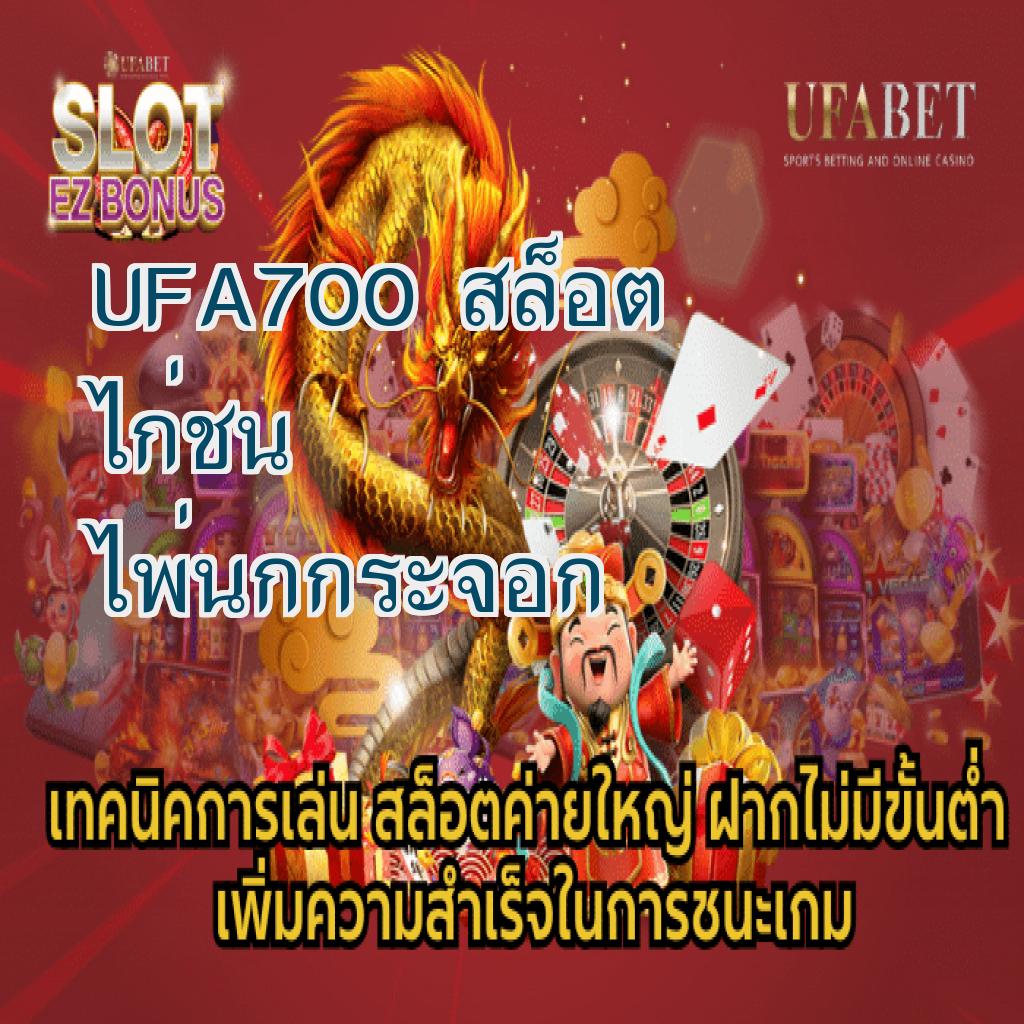 UFABET
SLOT
EZ BONUS
UFABET
SPORTS BETTING AND ONLINE CASINO
UFA700 สล็อต
ไก่ชน
ไพ่นกกระจอก
เทคนิคการเล่น สล็อตค่ายใหญ่ ฝากไม่มีขั้นต่ำ
เพิ่มความสำเร็จในการชนะเกม